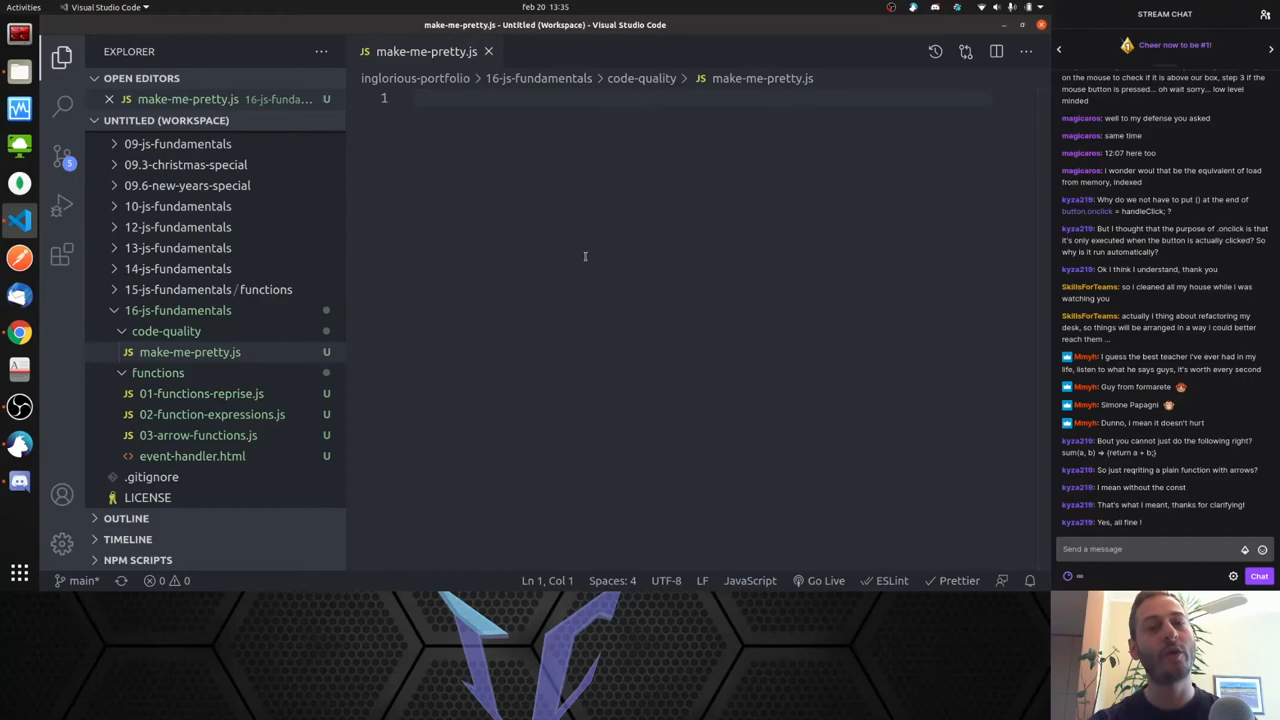 Activities
Visual Studio Code
feb 20 13:35
make-me-pretty.js - Untitled (Workspace) - Visual Studio Code
EXPLORER
OPEN EDITORS
make-me-pretty.js 16-js-funda...
UNTITLED (WORKSPACE)
09-js-fundamentals
09.3-christmas-special
09.6-new-years-special
10-js-fundamentals
12-js-fundamentals
13-js-fundamentals
14-js-fundamentals
15-js-fundamentals/functions
16-js-fundamentals
code-quality
JS make-me-pretty.js U
functions
JS 01-functions-reprise.js U
JS 02-function-expressions.js U
JS 03-arrow-functions.js U
<> event-handler.html U
.gitignore
LICENSE
OUTLINE
TIMELINE
NPM SCRIPTS
5
JS make-me-pretty.js
inglorious-portfolio > 16-js-fundamentals > code-quality > JS make-me-pretty.js
1
main*
0
0
Ln 1, Col 1
Spaces: 4
UTF-8
LF
JavaScript
Go Live
ESLint
Prettier
STREAM CHAT
1
Cheer now to be #1!
on the mouse to check if it is above our box, step 3 if the
mouse button is pressed... oh wait sorry... low level
minded
magicaros: well to my defense you asked
magicaros: same time
magicaros: 12:07 here too
magicaros: i wonder woul that be the equivalent of load
from memory, indexed
kyza219: Why do we not have to put () at the end of
button.onclick = handleClick; ?
kyza219: But I thought that the purpose of .onclick is that
it's only executed when the button is actually clicked? So
why is it run automatically?
kyza219: Ok I think I understand, thank you
SkillsForTeams: so i cleaned all my house while i was
watching you
SkillsForTeams: actually I thing about refactoring my
desk, so things will be arranged in a way i could better
reach them ...
Mmyh: I guess the best teacher i've ever had in my
life, listen to what he says guys, it's worth every second
Mmyh: Guy from formarete
Mmyh: Simone Papagni
Mmyh: Dunno, i mean it doesn't hurt
kyza219: Bout you cannot just do the following right?
sum(a, b) => {return a + b;}
kyza219: So just reqriting a plain function with arrows?
kyza219: I mean without the const
kyza219: That's what I meant, thanks for clarifying!
kyza219: Yes, all fine !
Send a message
∞
Chat